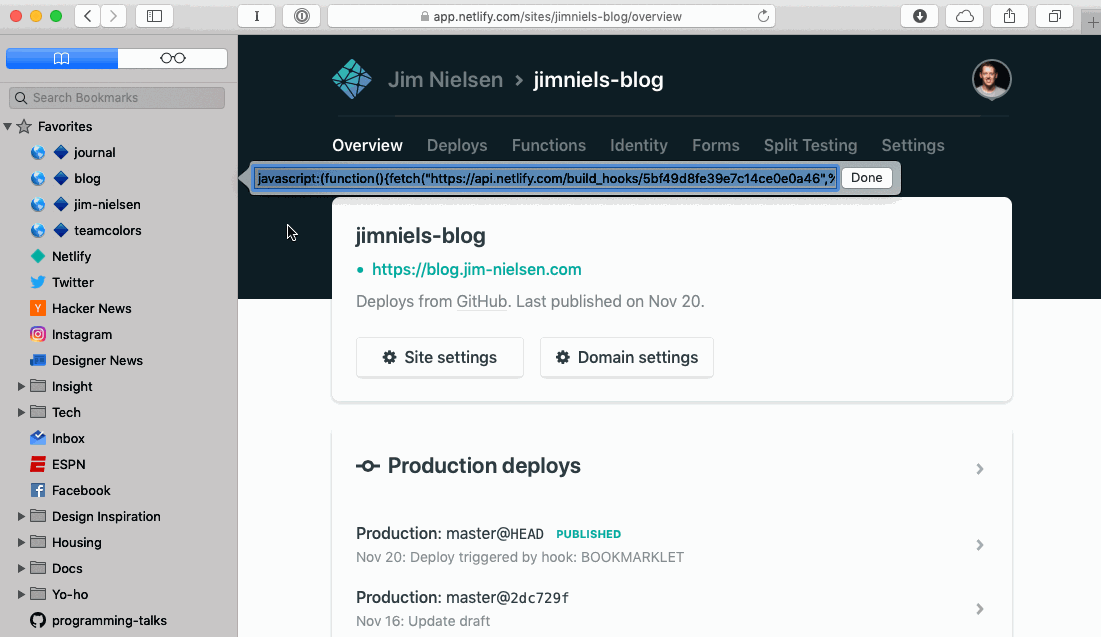 app.netlify.com/sites/jimniels-blog/overview
Search Bookmarks
Favorites
journal
blog
jim-nielsen
teamcolors
Netlify
Twitter
Y Hacker News
Instagram
Designer News
Insight
Tech
Inbox
ESPN
Facebook
Design Inspiration
Housing
Docs
Yo-ho
programming-talks
Jim Nielsen > jimniels-blog
Overview Deploys Functions Identity Forms Split Testing Settings
javascript:(function(){fetch("https://api.netlify.com/build_hooks/5bf49d8fe39e7c14ce0e0a46",% Done
jimniels-blog
https://blog.jim-nielsen.com
Deploys from GitHub. Last published on Nov 20.
Site settings Domain settings
Production deploys
Production: master@HEAD PUBLISHED
Nov 20: Deploy triggered by hook: BOOKMARKLET
Production: master@2dc729f
Nov 16: Update draft